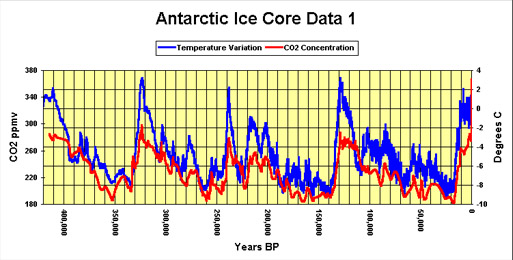 Antarctic Ice Core Data 1
Temperature Variation CO2 Concentration
CO2 ppmv
380
340
300
260
220
180
4
2
0
-2
-4
-6
-8
-10
Degrees C
400,000 350,000 300,000 250,000 200,000 150,000 100,000 50,000 0
Years BP